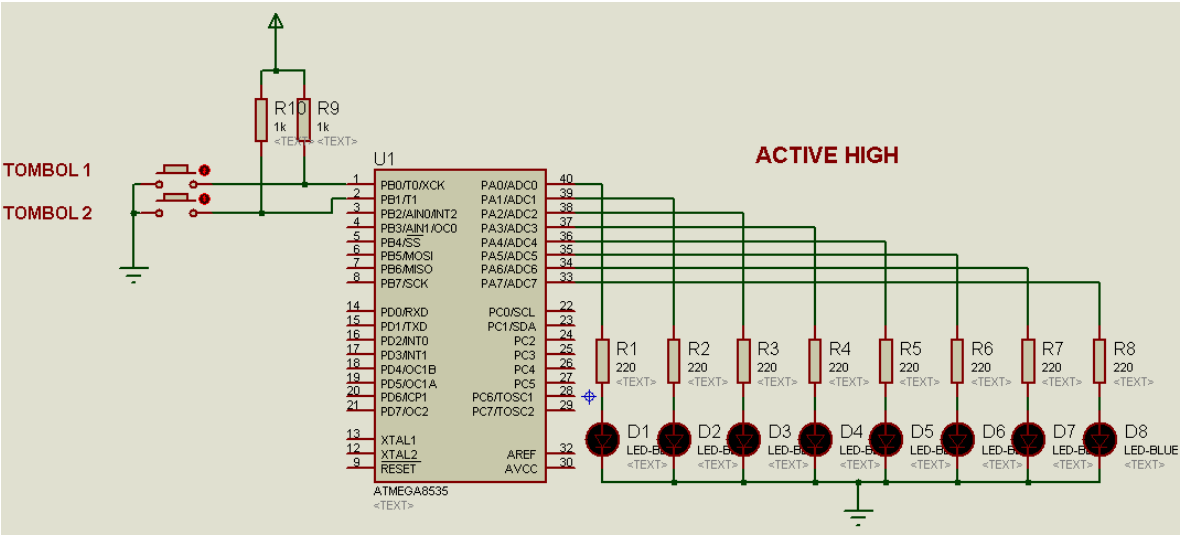 R10 R9
1k 1k
<TEXT> <TEXT>
ACTIVE HIGH
TOMBOL 1
TOMBOL 2
U1
1 PB0/T0/XCK PA0/ADC0 40
2 PB1/T1 PA1/ADC1 39
3 PB2/AIN0/INT2 PA2/ADC2 38
4 PB3/AIN1/OC0 PA3/ADC3 37
5 PB4/SS PA4/ADC4 36
6 PB5/MOSI PA5/ADC5 35
7 PB6/MISO PA6/ADC6 34
8 PB7/SCK PA7/ADC7 33
14 PD0/RXD PC0/SCL 22
15 PD1/TXD PC1/SDA 23
16 PD2/INT0 PC2 24
17 PD3/INT1 PC3 25
18 PD4/OC1B PC4 26
19 PD5/OC1A PC5 27
20 PD6/ICP1 PC6/TOSC1 28
21 PD7/OC2 PC7/TOSC2 29
13 XTAL1
12 XTAL2 AREF 32
9 RESET AVCC 30
ATMEGA8535
<TEXT>
R1 R2 R3 R4 R5 R6 R7 R8
220 220 220 220 220 220 220 220
<TEXT> <TEXT> <TEXT> <TEXT> <TEXT> <TEXT> <TEXT> <TEXT>
D1 D2 D3 D4 D5 D6 D7 D8
LED-BLUE
<TEXT> <TEXT> <TEXT> <TEXT> <TEXT> <TEXT> <TEXT> <TEXT>